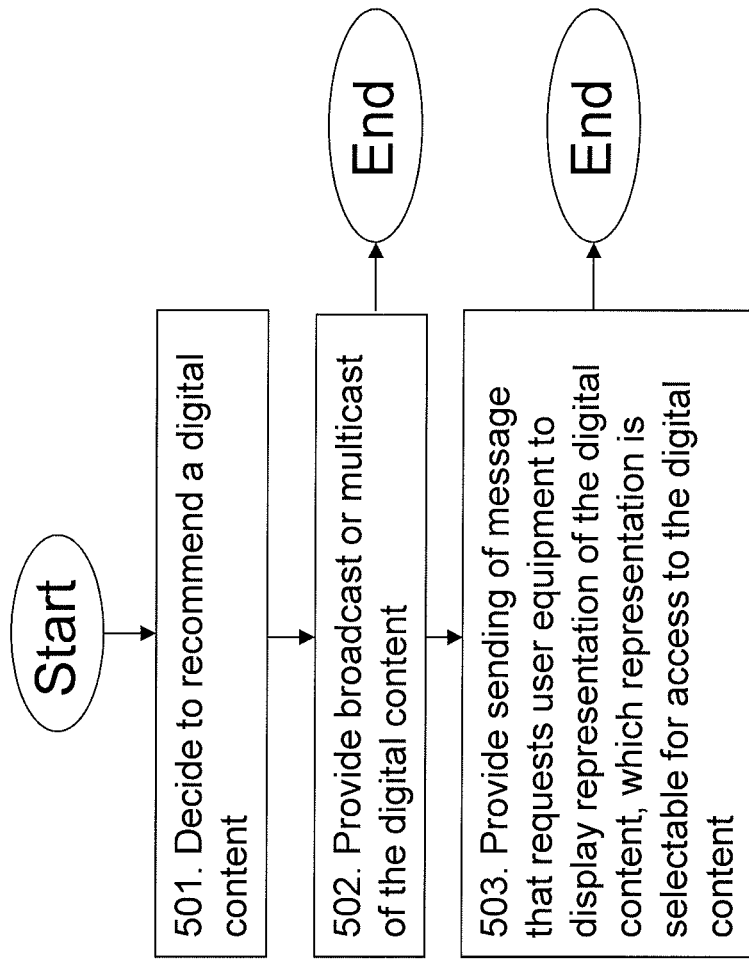 Start
501. Decide to recommend a digital
content
502. Provide broadcast or multicast
of the digital content
End
503. Provide sending of message
that requests user equipment to
display representation of the digital
content, which representation is
selectable for access to the digital
content
End